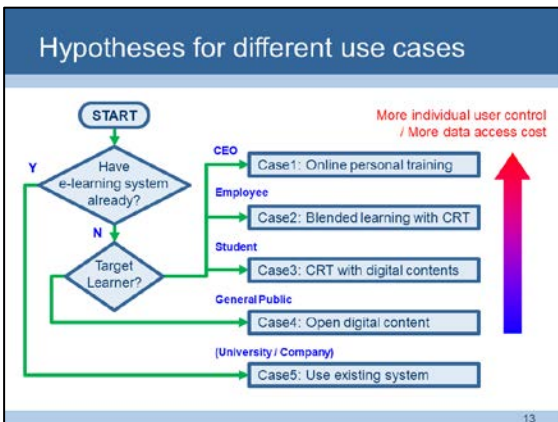 Hypotheses for different use cases
START
More individual user control
/ More data access cost
Y
Have
e-learning system
already?
CEO
Case1: Online personal training
Employee
Case2: Blended learning with CRT
N
Student
Target
Learner?
Case3: CRT with digital contents
General Public
Case4: Open digital content
(University / Company)
Case5: Use existing system
13